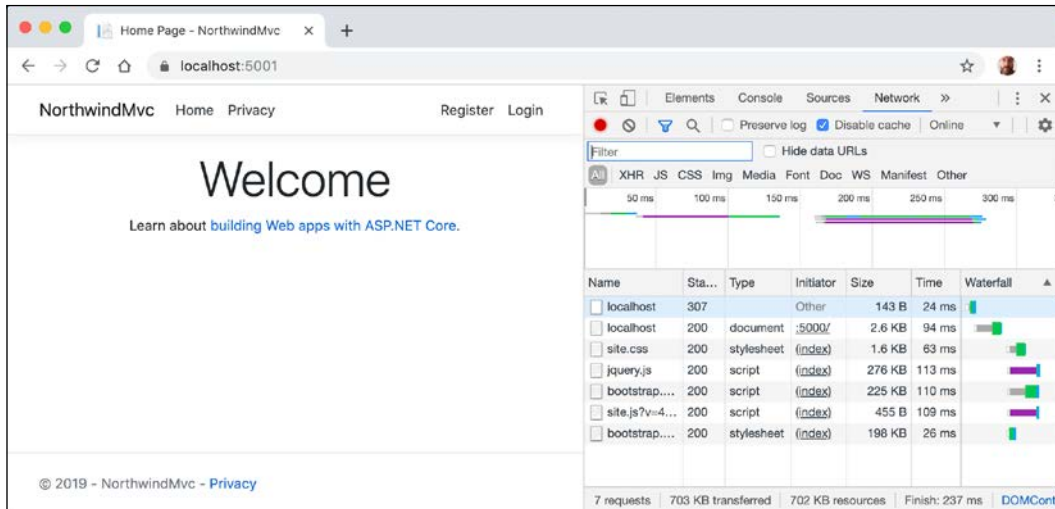 Home Page - NorthwindMvc
localhost:5001
NorthwindMvc Home Privacy Register Login
Welcome
Learn about building Web apps with ASP.NET Core.
© 2019 - NorthwindMvc - Privacy
Elements Console Sources Network »
Preserve log Disable cache Online
Filter Hide data URLs
All XHR JS CSS Img Media Font Doc WS Manifest Other
50 ms 100 ms 150 ms 200 ms 250 ms 300 ms
Name Sta... Type Initiator Size Time Waterfall
localhost 307 Other 143 B 24 ms
localhost 200 document :5000/ 2.6 KB 94 ms
site.css 200 stylesheet (index) 1.6 KB 63 ms
jquery.js 200 script (index) 276 KB 113 ms
bootstrap.... 200 script (index) 225 KB 110 ms
site.js?v=4... 200 script (index) 455 B 109 ms
bootstrap.... 200 stylesheet (index) 198 KB 26 ms
7 requests 703 KB transferred 702 KB resources Finish: 237 ms DOMCont